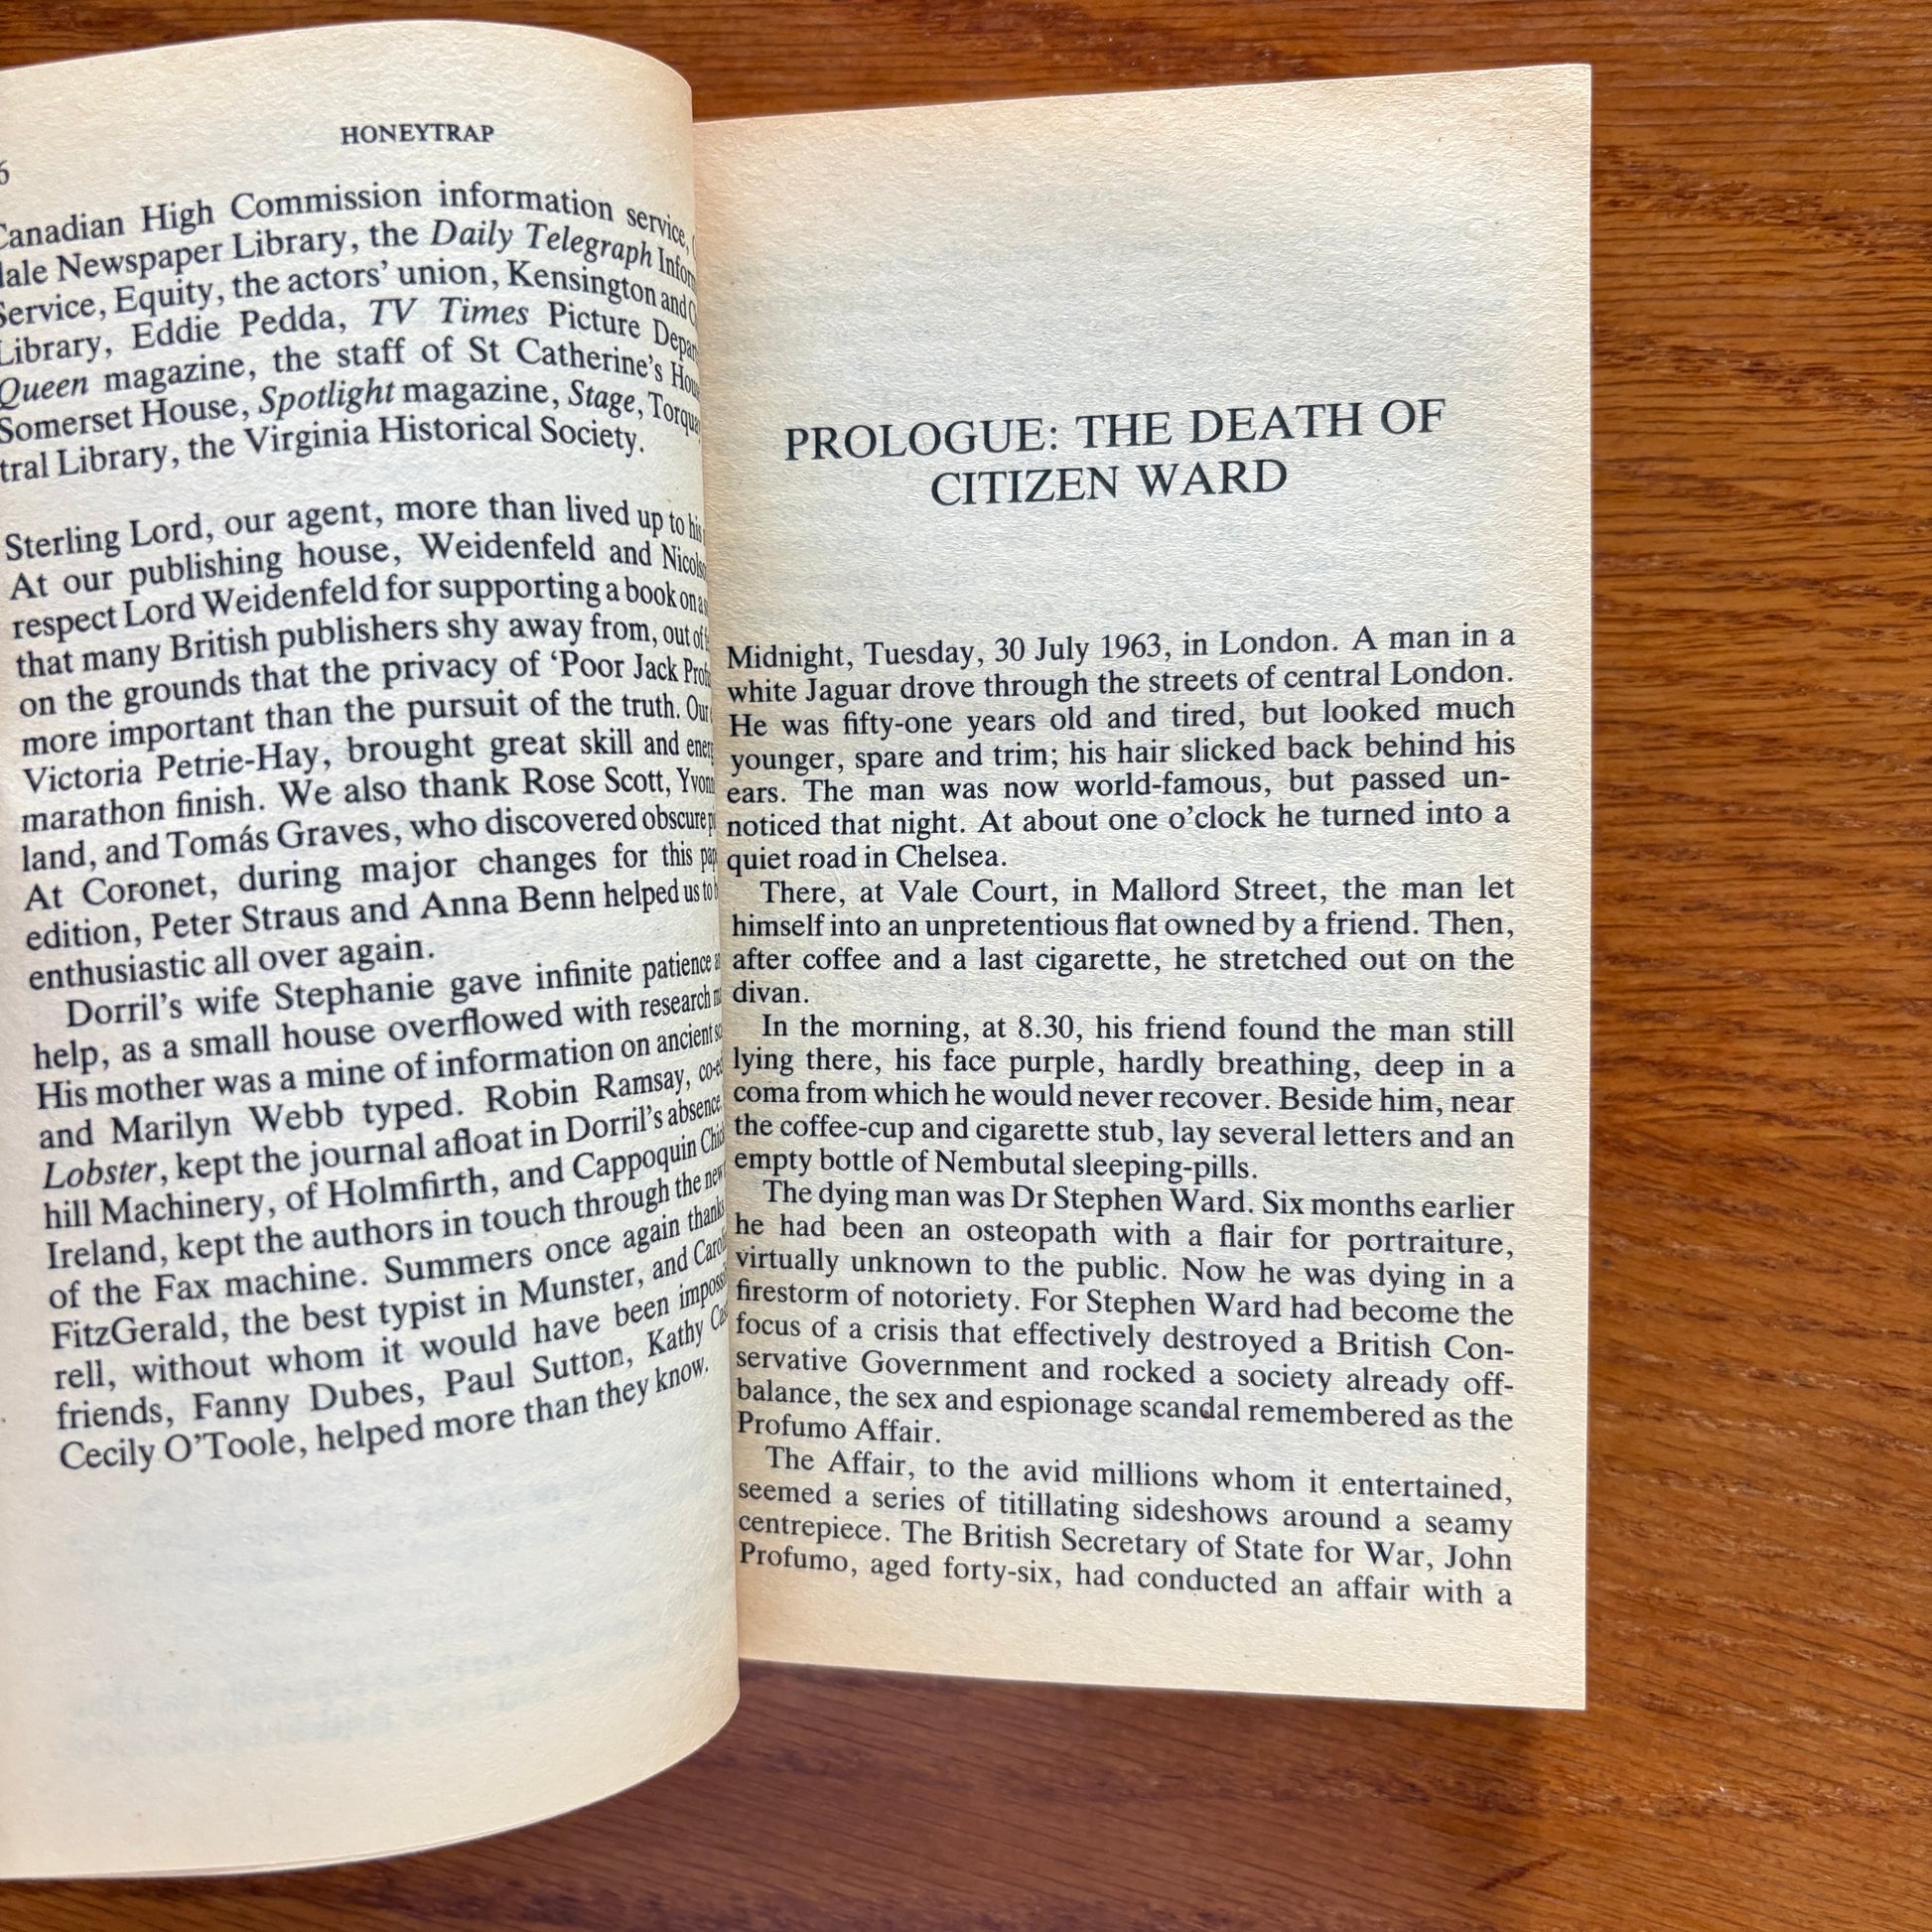 6
HONEYTRAP
Canadian High Commission information service,
Newspaper Library, the Daily Telegraph
Service, Equity, the actors' union, Kensington and
Library, Eddie Pedda, TV Times Picture
Queen magazine, the staff of St Catherine's
Somerset House, Spotlight magazine, Stage,
tral Library, the Virginia Historical Society.
Sterling Lord, our agent, more than lived up to his
At our publishing house, Weidenfeld and
respect Lord Weidenfeld for supporting a book on a
that many British publishers shy away from, out of
on the grounds that the privacy of 'Poor Jack
more important than the pursuit of the truth. Our
Victoria Petrie-Hay, brought great skill and
marathon finish. We also thank Rose Scott,
land, and Tomás Graves, who discovered obscure
At Coronet, during major changes for this
edition, Peter Straus and Anna Benn helped us to
enthusiastic all over again.
Dorril's wife Stephanie gave infinite patience
help, as a small house overflowed with research
His mother was a mine of information on ancient
and Marilyn Webb typed. Robin Ramsay,
Lobster, kept the journal afloat in Dorril's absence.
hill Machinery, of Holmfirth, and Cappoquin
Ireland, kept the authors in touch through the
of the Fax machine. Summers once again thanks
FitzGerald, the best typist in Munster, and
rell, without whom it would have been
friends, Fanny Dubes, Paul Sutton, Kathy
Cecily O'Toole, helped more than they know.
PROLOGUE: THE DEATH OF
CITIZEN WARD
Midnight, Tuesday, 30 July 1963, in London. A man in a
white Jaguar drove through the streets of central London.
He was fifty-one years old and tired, but looked much
younger, spare and trim; his hair slicked back behind his
ears. The man was now world-famous, but passed un-
noticed that night. At about one o'clock he turned into a
quiet road in Chelsea.
There, at Vale Court, in Mallord Street, the man let
himself into an unpretentious flat owned by a friend. Then,
after coffee and a last cigarette, he stretched out on the
divan.
In the morning, at 8.30, his friend found the man still
lying there, his face purple, hardly breathing, deep in a
coma from which he would never recover. Beside him, near
the coffee-cup and cigarette stub, lay several letters and an
empty bottle of Nembutal sleeping-pills.
The dying man was Dr Stephen Ward. Six months earlier
he had been an osteopath with a flair for portraiture,
virtually unknown to the public. Now he was dying in a
firestorm of notoriety. For Stephen Ward had become the
focus of a crisis that effectively destroyed a British Con-
servative Government and rocked a society already off-
balance, the sex and espionage scandal remembered as the
Profumo Affair.
The Affair, to the avid millions whom it entertained,
seemed a series of titillating sideshows around a seamy
centrepiece. The British Secretary of State for War, John
Profumo, aged forty-six, had conducted an affair with a